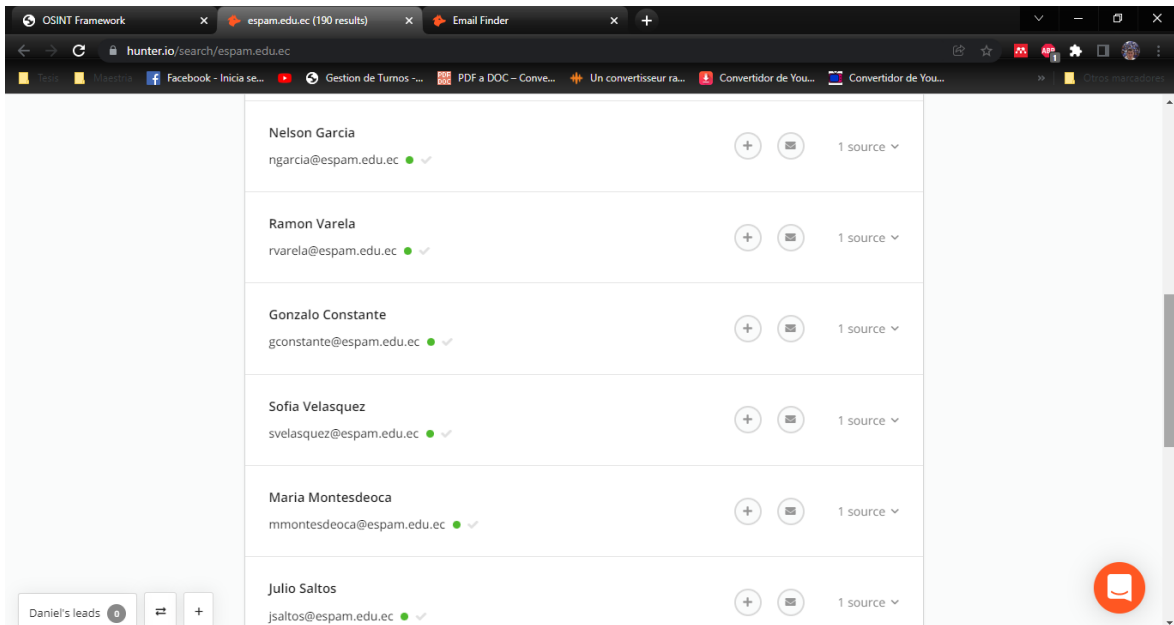 OSINT Framework
espam.edu.ec (190 results)
Email Finder
hunter.io/search/espam.edu.ec
Tesis
Maestria
Facebook - Inicia se...
Gestion de Turnos -...
PDF a DOC – Conve...
Un convertisseur ra...
Convertidor de You...
Convertidor de You...
Otros marcadores
Nelson Garcia
ngarcia@espam.edu.ec
1 source
Ramon Varela
rvarela@espam.edu.ec
1 source
Gonzalo Constante
gconstante@espam.edu.ec
1 source
Sofia Velasquez
svelasquez@espam.edu.ec
1 source
Maria Montesdeoca
mmontesdeoca@espam.edu.ec
1 source
Julio Saltos
jsaltos@espam.edu.ec
1 source
Daniel's leads 0